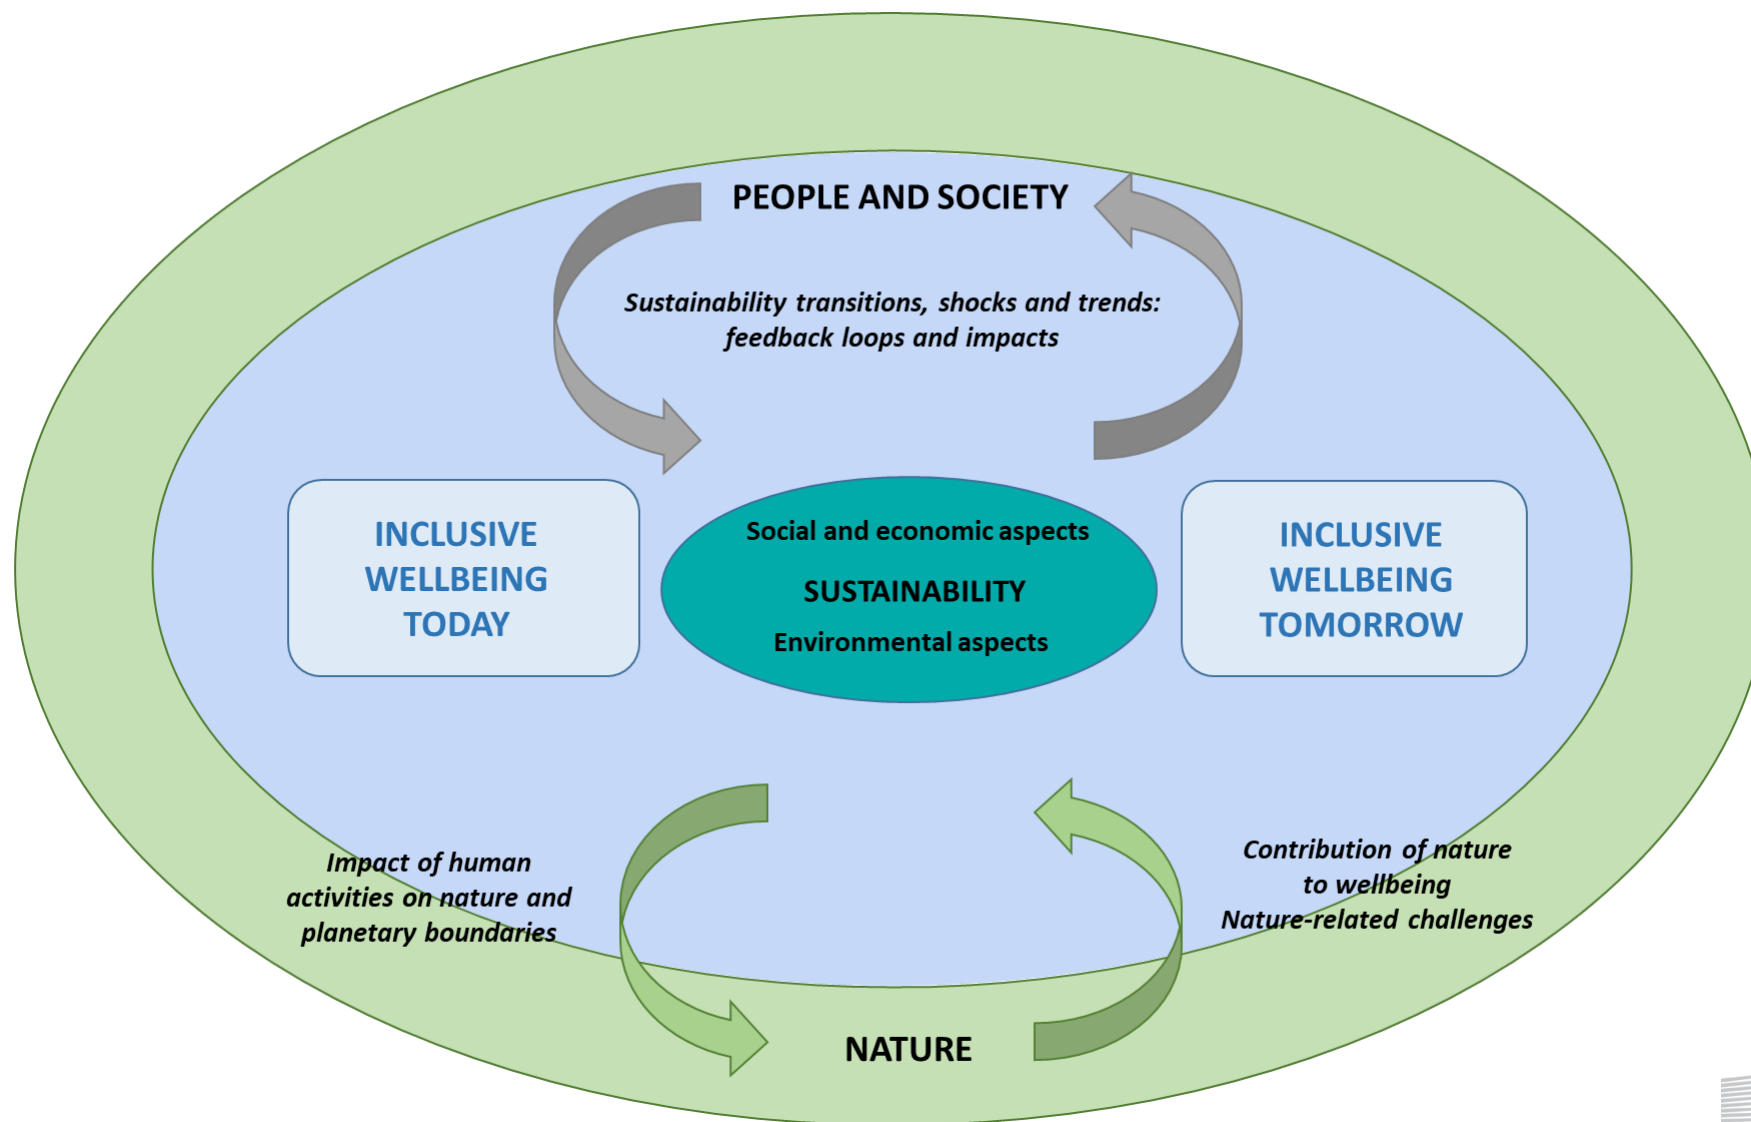 PEOPLE AND SOCIETY
Sustainability transitions, shocks and trends:
feedback loops and impacts
INCLUSIVE
WELLBEING
TODAY
Social and economic aspects
SUSTAINABILITY
Environmental aspects
INCLUSIVE
WELLBEING
TOMORROW
Impact of human
activities on nature and
planetary boundaries
Contribution of nature
to wellbeing
Nature-related challenges
NATURE